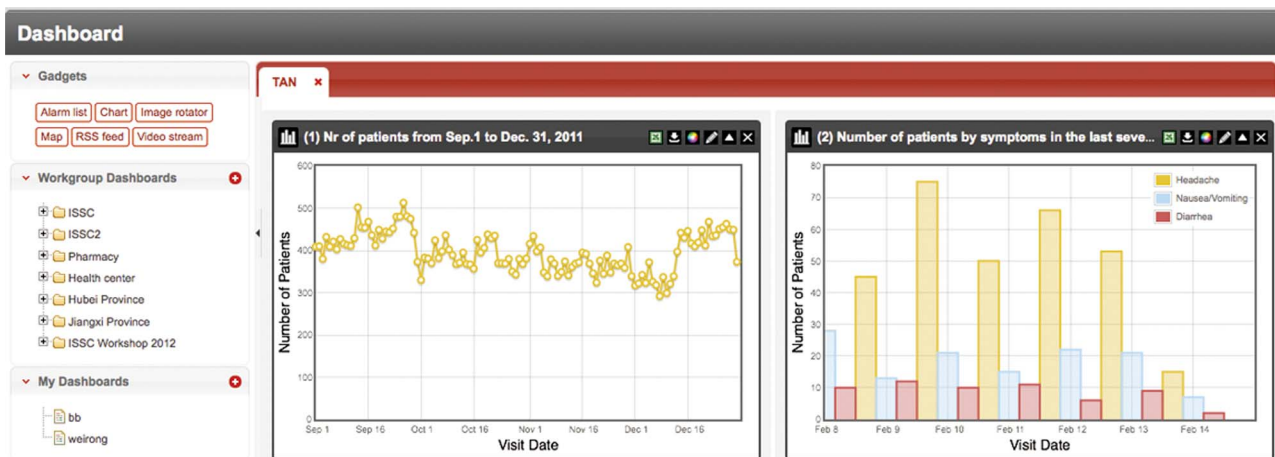 Dashboard
Gadgets
Alarm list Chart Image rotator
Map RSS feed Video stream
Workgroup Dashboards
ISSC
ISSC2
Pharmacy
Health center
Hubei Province
Jiangxi Province
ISSC Workshop 2012
My Dashboards
bb
weirong
TAN
(1) Nr of patients from Sep.1 to Dec. 31, 2011
600
500
400
300
200
100
0
Number of Patients
Sep 1 Sep 16 Oct 1 Oct 16 Nov 1 Nov 16 Dec 1 Dec 16
Visit Date
(2) Number of patients by symptoms in the last seve...
80
70
60
50
40
30
20
10
0
Number of Patients
Headache
Nausea/Vomiting
Diarrhea
Feb 8 Feb 9 Feb 10 Feb 11 Feb 12 Feb 13 Feb 14
Visit Date